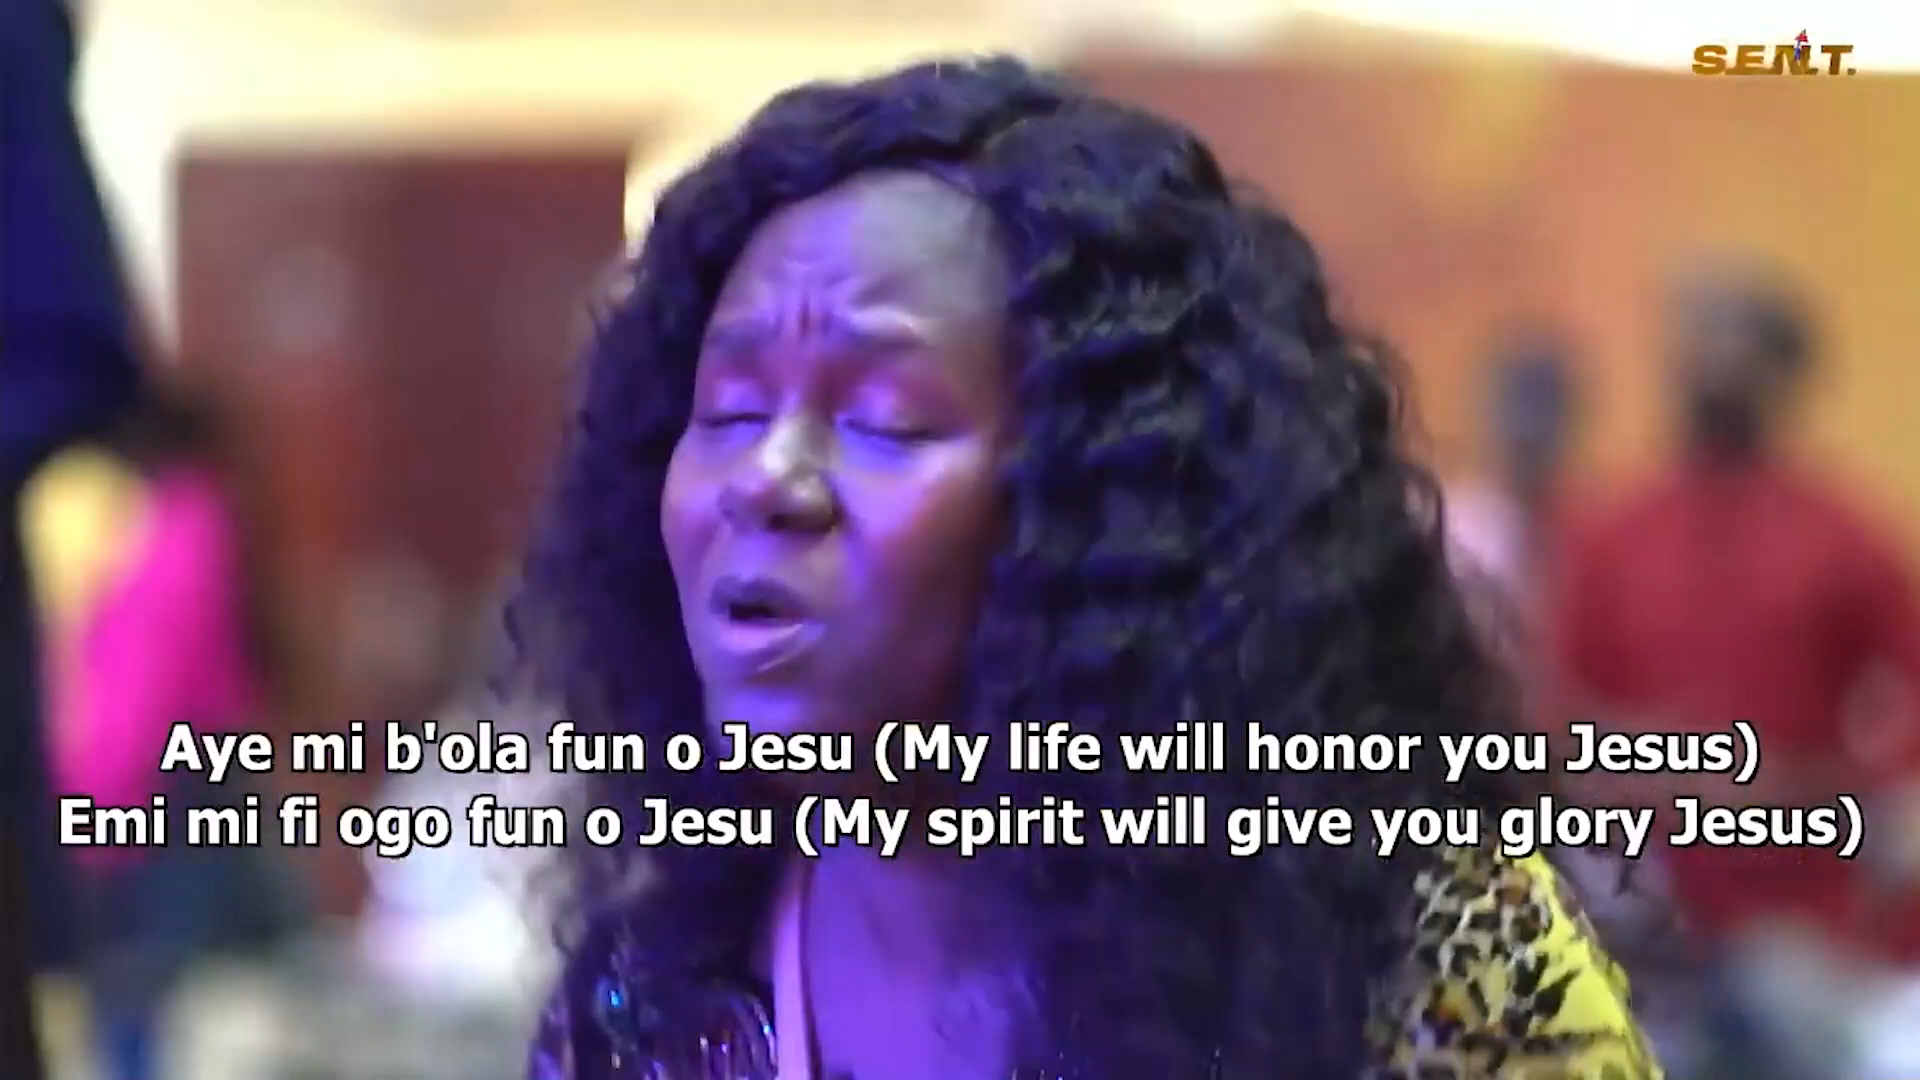 S.E.N.T.
Aye mi b'ola fun o Jesu (My life will honor you Jesus)
Emi mi fi ogo fun o Jesu (My spirit will give you glory Jesus)